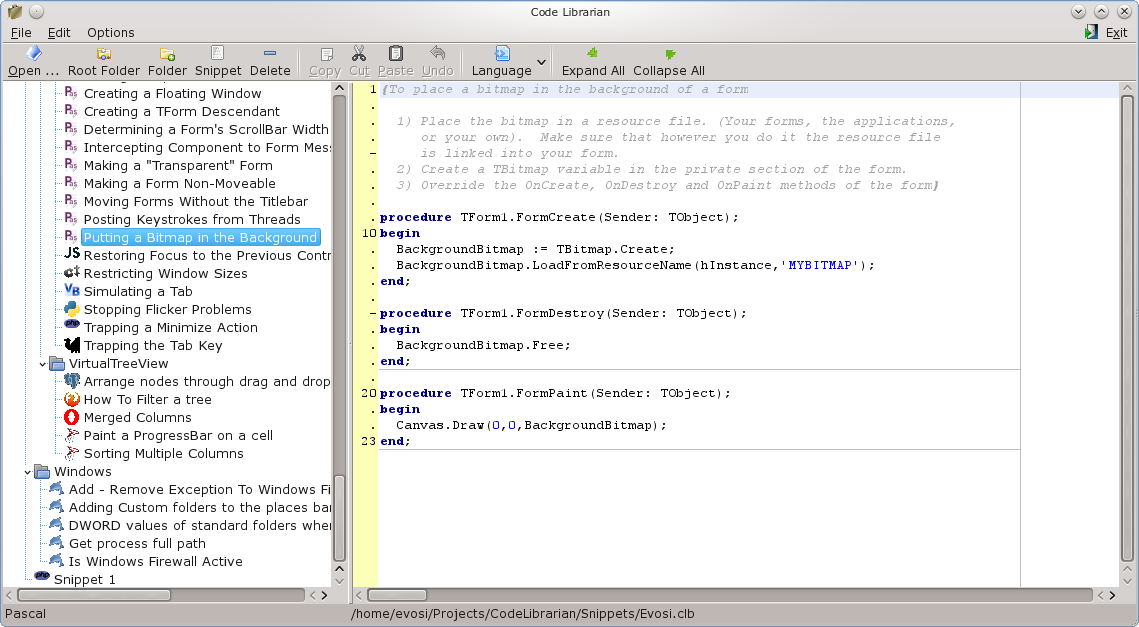 Code Librarian
File Edit Options Exit
Open ... Root Folder Folder Snippet Delete Copy Cut Paste Undo Language Expand All Collapse All
Creating a Floating Window
Creating a TForm Descendant
Determining a Form's ScrollBar Width
Intercepting Component to Form Mes
Making a "Transparent" Form
Making a Form Non-Moveable
Moving Forms Without the Titlebar
Posting Keystrokes from Threads
Putting a Bitmap in the Background
JS Restoring Focus to the Previous Contr
Restricting Window Sizes
VB Simulating a Tab
Stopping Flicker Problems
php Trapping a Minimize Action
Trapping the Tab Key
VirtualTreeView
Arrange nodes through drag and drop
How To Filter a tree
Merged Columns
Paint a ProgressBar on a cell
Sorting Multiple Columns
Windows
Add - Remove Exception To Windows Fi
Adding Custom folders to the places bar
DWORD values of standard folders wher
Get process full path
Is Windows Firewall Active
php Snippet 1
1 {To place a bitmap in the background of a form
1) Place the bitmap in a resource file. (Your forms, the applications,
or your own). Make sure that however you do it the resource file
is linked into your form.
2) Create a TBitmap variable in the private section of the form.
3) Override the OnCreate, OnDestroy and OnPaint methods of the form}
procedure TForm1.FormCreate(Sender: TObject);
10 begin
BackgroundBitmap := TBitmap.Create;
BackgroundBitmap.LoadFromResourceName(hInstance,'MYBITMAP');
end;
procedure TForm1.FormDestroy(Sender: TObject);
begin
BackgroundBitmap.Free;
end;
20 procedure TForm1.FormPaint(Sender: TObject);
begin
Canvas.Draw(0,0,BackgroundBitmap);
23 end;
Pascal /home/evosi/Projects/CodeLibrarian/Snippets/Evosi.clb